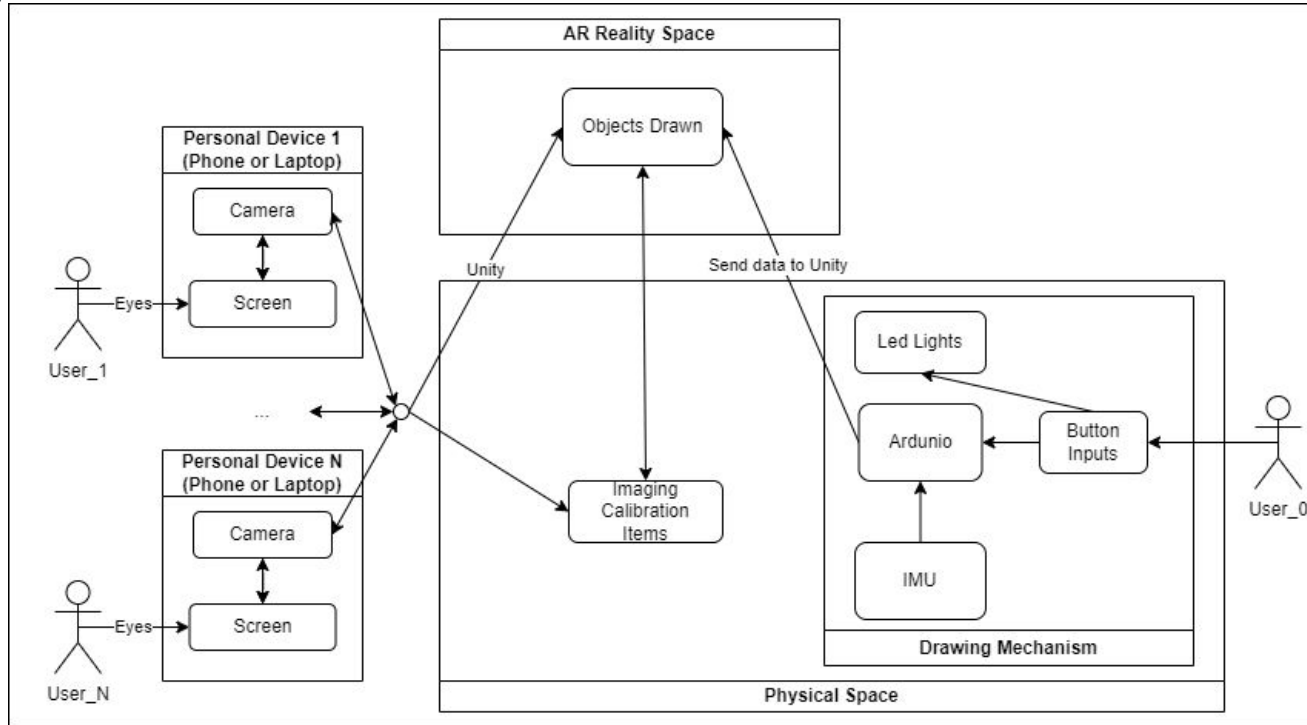 AR Reality Space
Objects Drawn
Personal Device 1
(Phone or Laptop)
Camera
Screen
Eyes
User_1
Unity
Send data to Unity
...
Personal Device N
(Phone or Laptop)
Camera
Screen
Eyes
User_N
Imaging
Calibration
Items
Led Lights
Ardunio
Button
Inputs
IMU
Drawing Mechanism
User_0
Physical Space